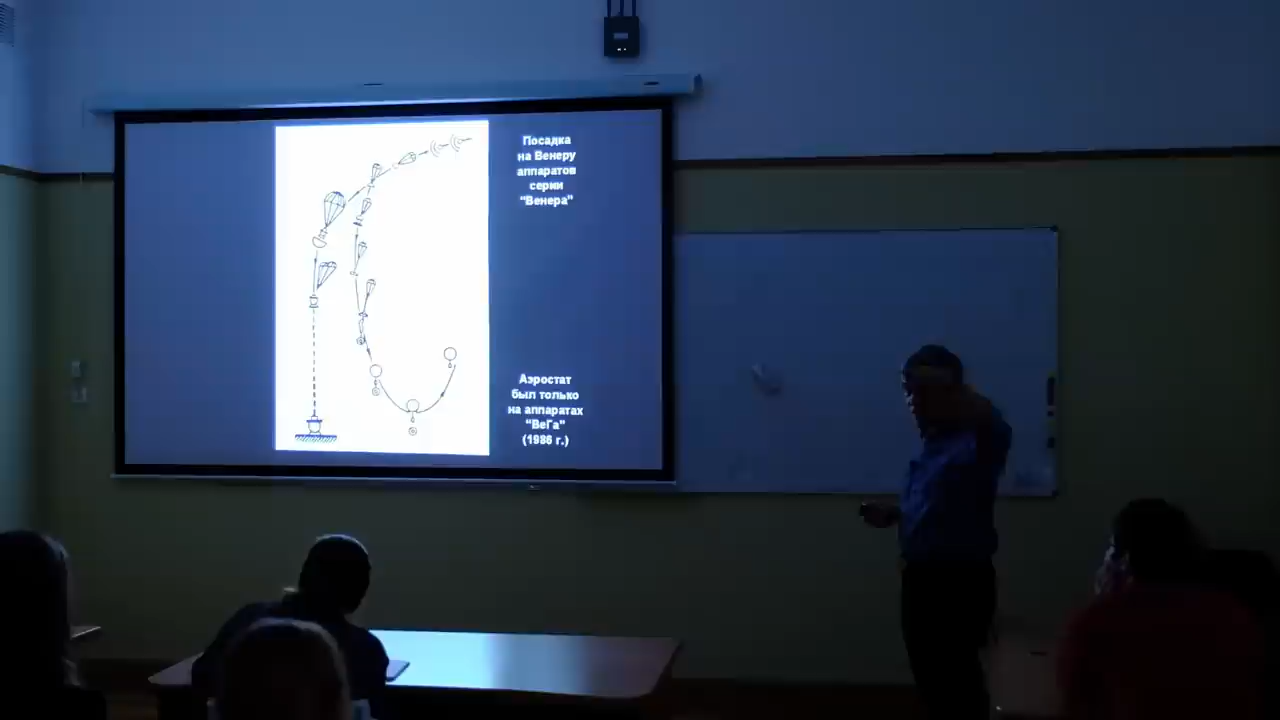 Посадка
на Венеру
аппаратов
серии
"Венера"
Аэростат
был только
на аппаратах
"ВеГа"
(1986 г.)